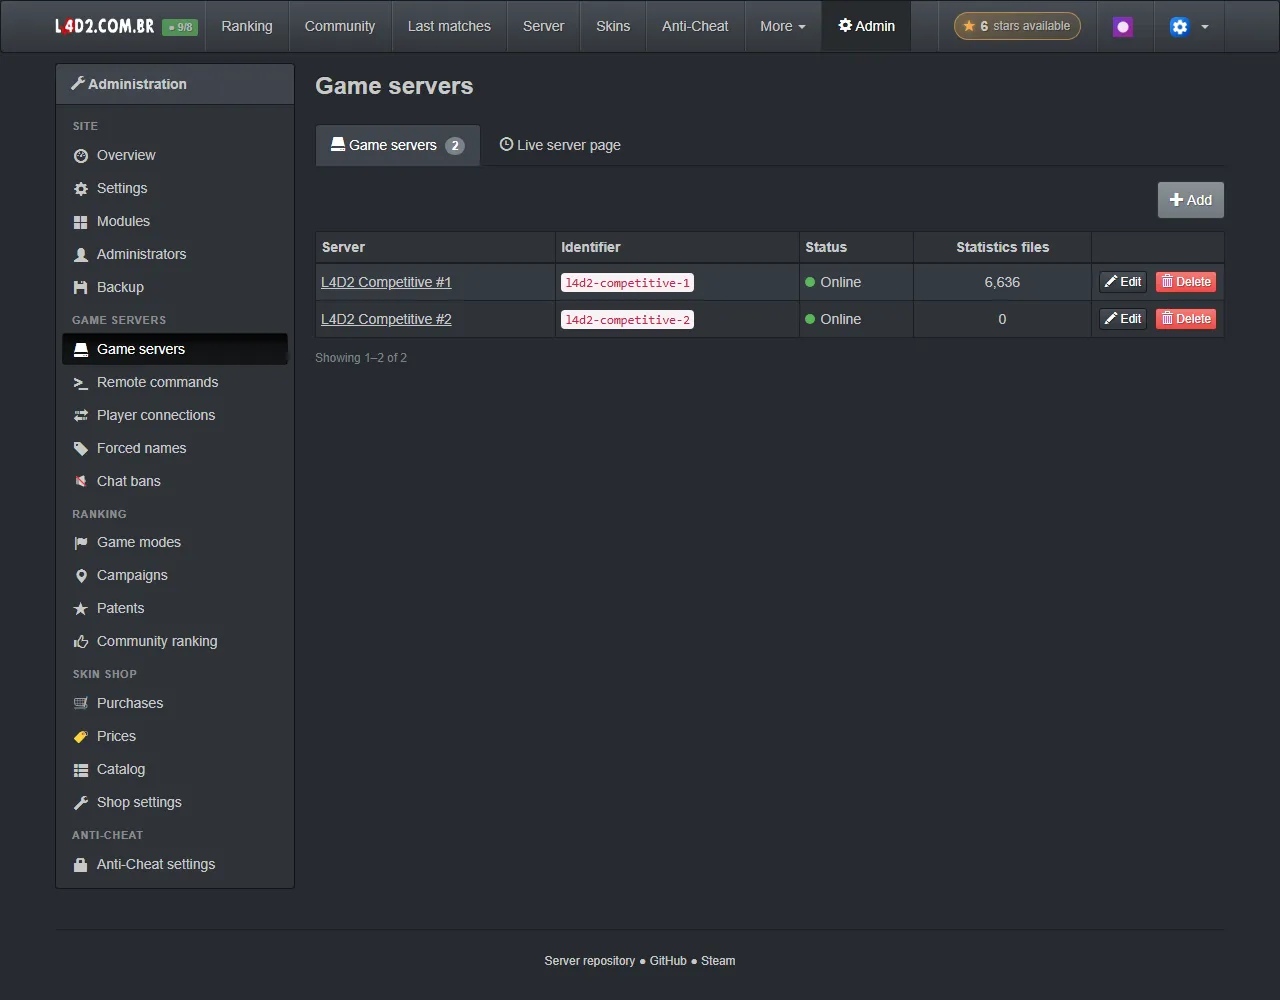 L4D2.COM.BR 9/8 Ranking Community Last matches Server Skins Anti-Cheat More Admin 6 stars available
Administration
SITE
Overview
Settings
Modules
Administrators
Backup
GAME SERVERS
Game servers
Remote commands
Player connections
Forced names
Chat bans
RANKING
Game modes
Campaigns
Patents
Community ranking
SKIN SHOP
Purchases
Prices
Catalog
Shop settings
ANTI-CHEAT
Anti-Cheat settings
Game servers
Game servers 2 Live server page
Add
Server Identifier Status Statistics files
L4D2 Competitive #1 l4d2-competitive-1 Online 6,636 Edit Delete
L4D2 Competitive #2 l4d2-competitive-2 Online 0 Edit Delete
Showing 1–2 of 2
Server repository ● GitHub ● Steam